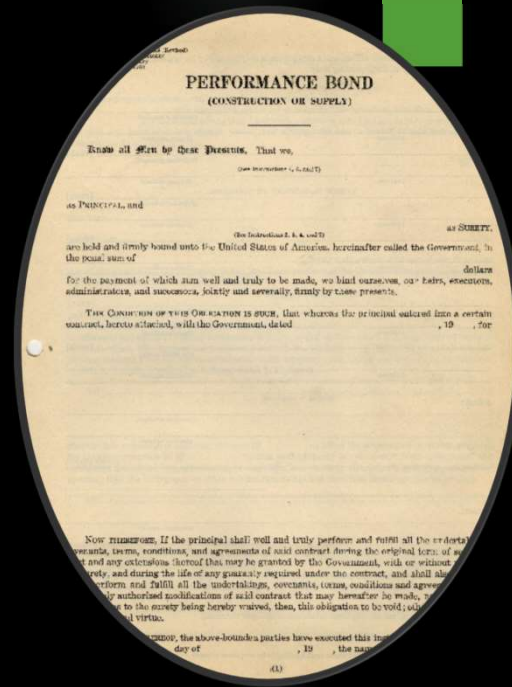 (Revised)
PERFORMANCE BOND
(CONSTRUCTION OR SUPPLY)
Know all Men by these Presents, That we,
(See Instructions
as PRINCIPAL, and
as SURETY,
(See Instructions
are held and firmly bound unto the United States of America, hereinafter called the Government, in
the penal sum of
dollars
for the payment of which sum well and truly to be made, we bind ourselves, our heirs, executors,
administrators, and successors, jointly and severally, firmly by these presents.
THE CONDITION OF THIS OBLIGATION IS SUCH, that whereas the principal entered into a certain
contract, hereto attached, with the Government, dated , 19 , for
NOW THEREFORE, If the principal shall well and truly perform and fulfill all the
terms, conditions, and agreements of said contract during the original term of
and any extensions thereof that may be granted by the Government, with or without
and during the life of any guaranty required under the contract, and shall
and fulfill all the undertakings, covenants, terms, conditions and
authorized modifications of said contract that may hereafter be made,
to the surety being hereby waived, then, this obligation to be void;
virtue.
the above-bounden parties have executed this
day of , 19 , the
(1)